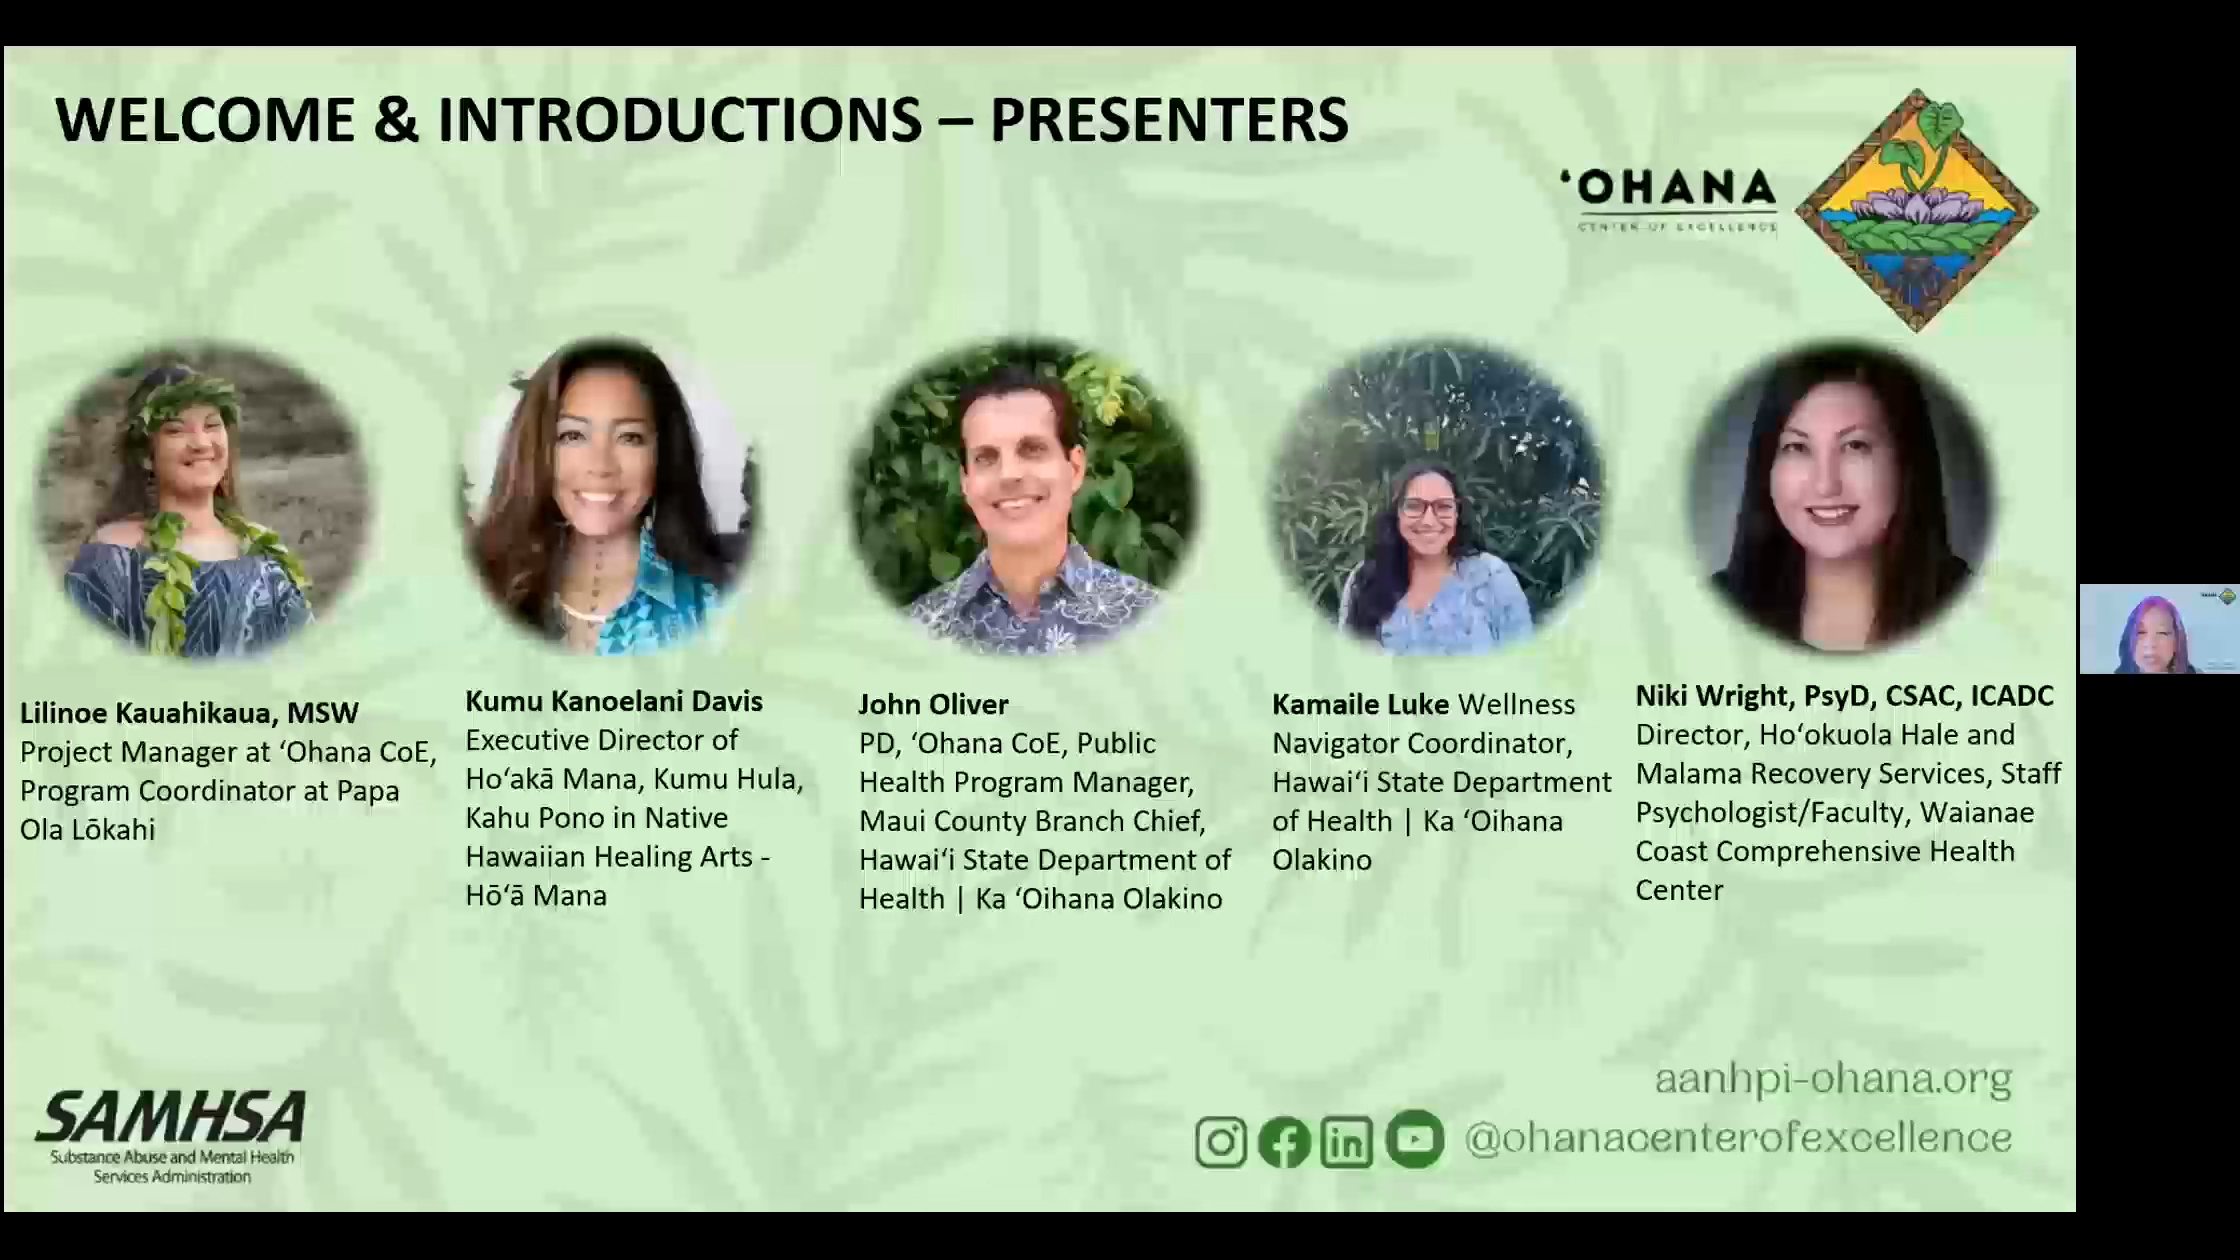 WELCOME & INTRODUCTIONS – PRESENTERS
ʻOHANA
CENTER OF EXCELLENCE
Lilinoe Kauahikaua, MSW
Project Manager at ʻOhana CoE,
Program Coordinator at Papa
Ola Lōkahi
Kumu Kanoelani Davis
Executive Director of
Hoʻakā Mana, Kumu Hula,
Kahu Pono in Native
Hawaiian Healing Arts -
Hōʻā Mana
John Oliver
PD, ʻOhana CoE, Public
Health Program Manager,
Maui County Branch Chief,
Hawaiʻi State Department of
Health | Ka ʻOihana Olakino
Kamaile Luke Wellness
Navigator Coordinator,
Hawaiʻi State Department
of Health | Ka ʻOihana
Olakino
Niki Wright, PsyD, CSAC, ICADC
Director, Hoʻokuola Hale and
Malama Recovery Services, Staff
Psychologist/Faculty, Waianae
Coast Comprehensive Health
Center
SAMHSA
Substance Abuse and Mental Health
Services Administration
aanhpi-ohana.org
@ohanacenterofexcellence